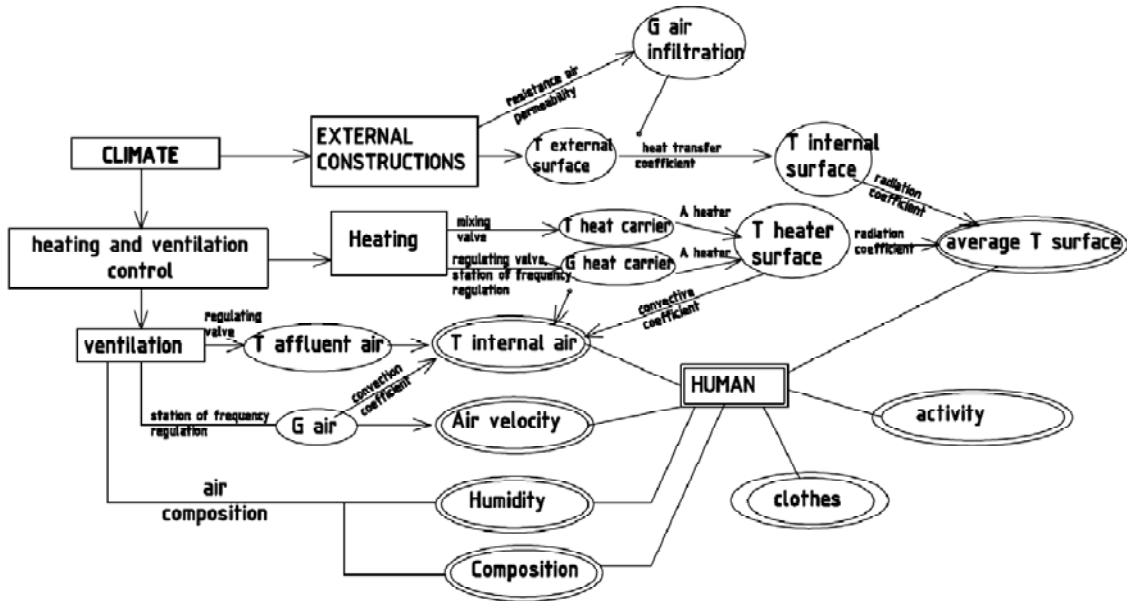 G air
infiltration
resistance air
permeability
EXTERNAL
CONSTRUCTIONS
CLIMATE
T external
surface
heat transfer
coefficient
T internal
surface
radiation
coefficient
heating and ventilation
control
Heating
mixing
valve
T heat carrier
A heater
T heater
surface
radiation
coefficient
average T surface
regulating valve,
station of frequency
regulation
G heat carrier
A heater
convective
coefficient
regulating
valve
ventilation
T affluent air
T internal air
convection
coefficient
HUMAN
station of frequency
regulation
G air
Air velocity
activity
air
composition
Humidity
clothes
Composition